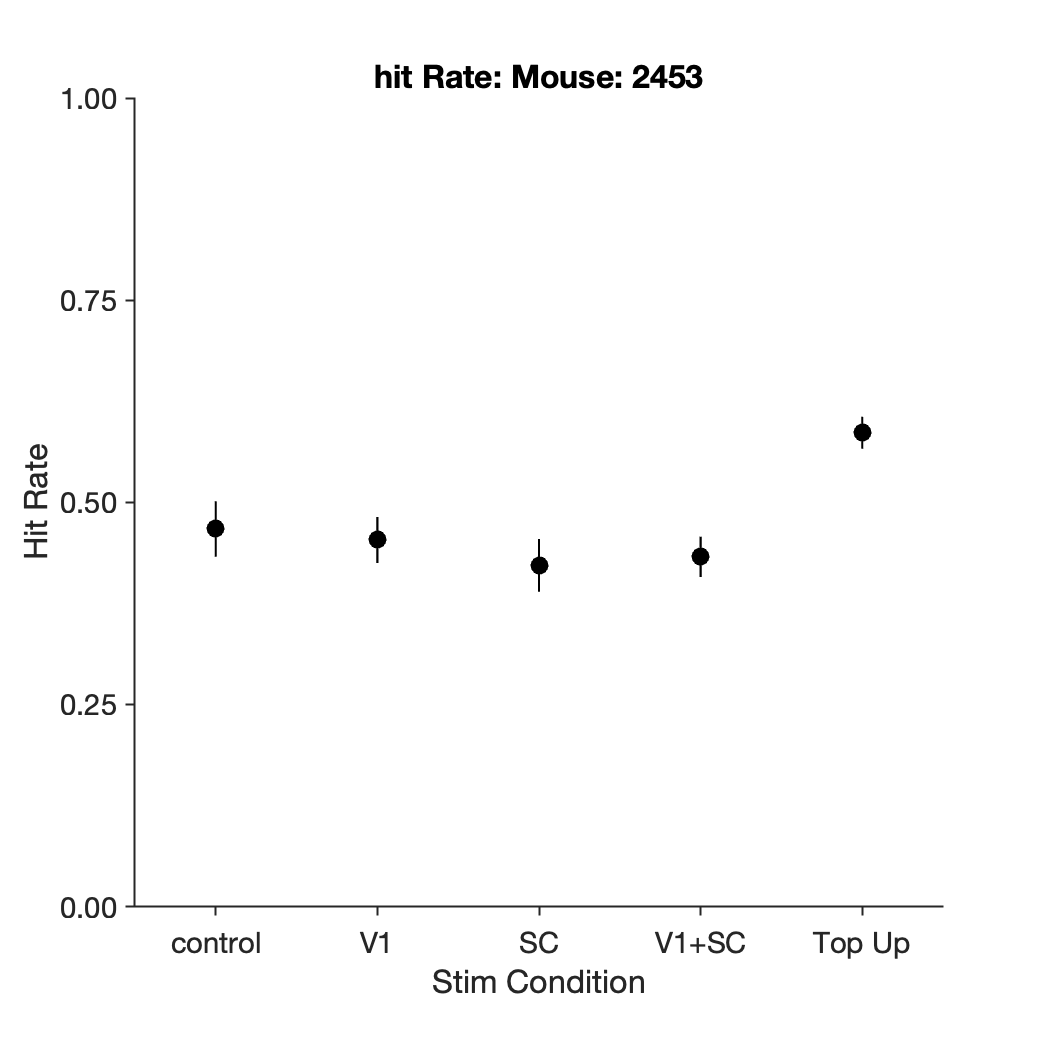 hit Rate: Mouse: 2453
1.00
0.75
0.50
0.25
0.00
Hit Rate
control V1 SC V1+SC Top Up
Stim Condition